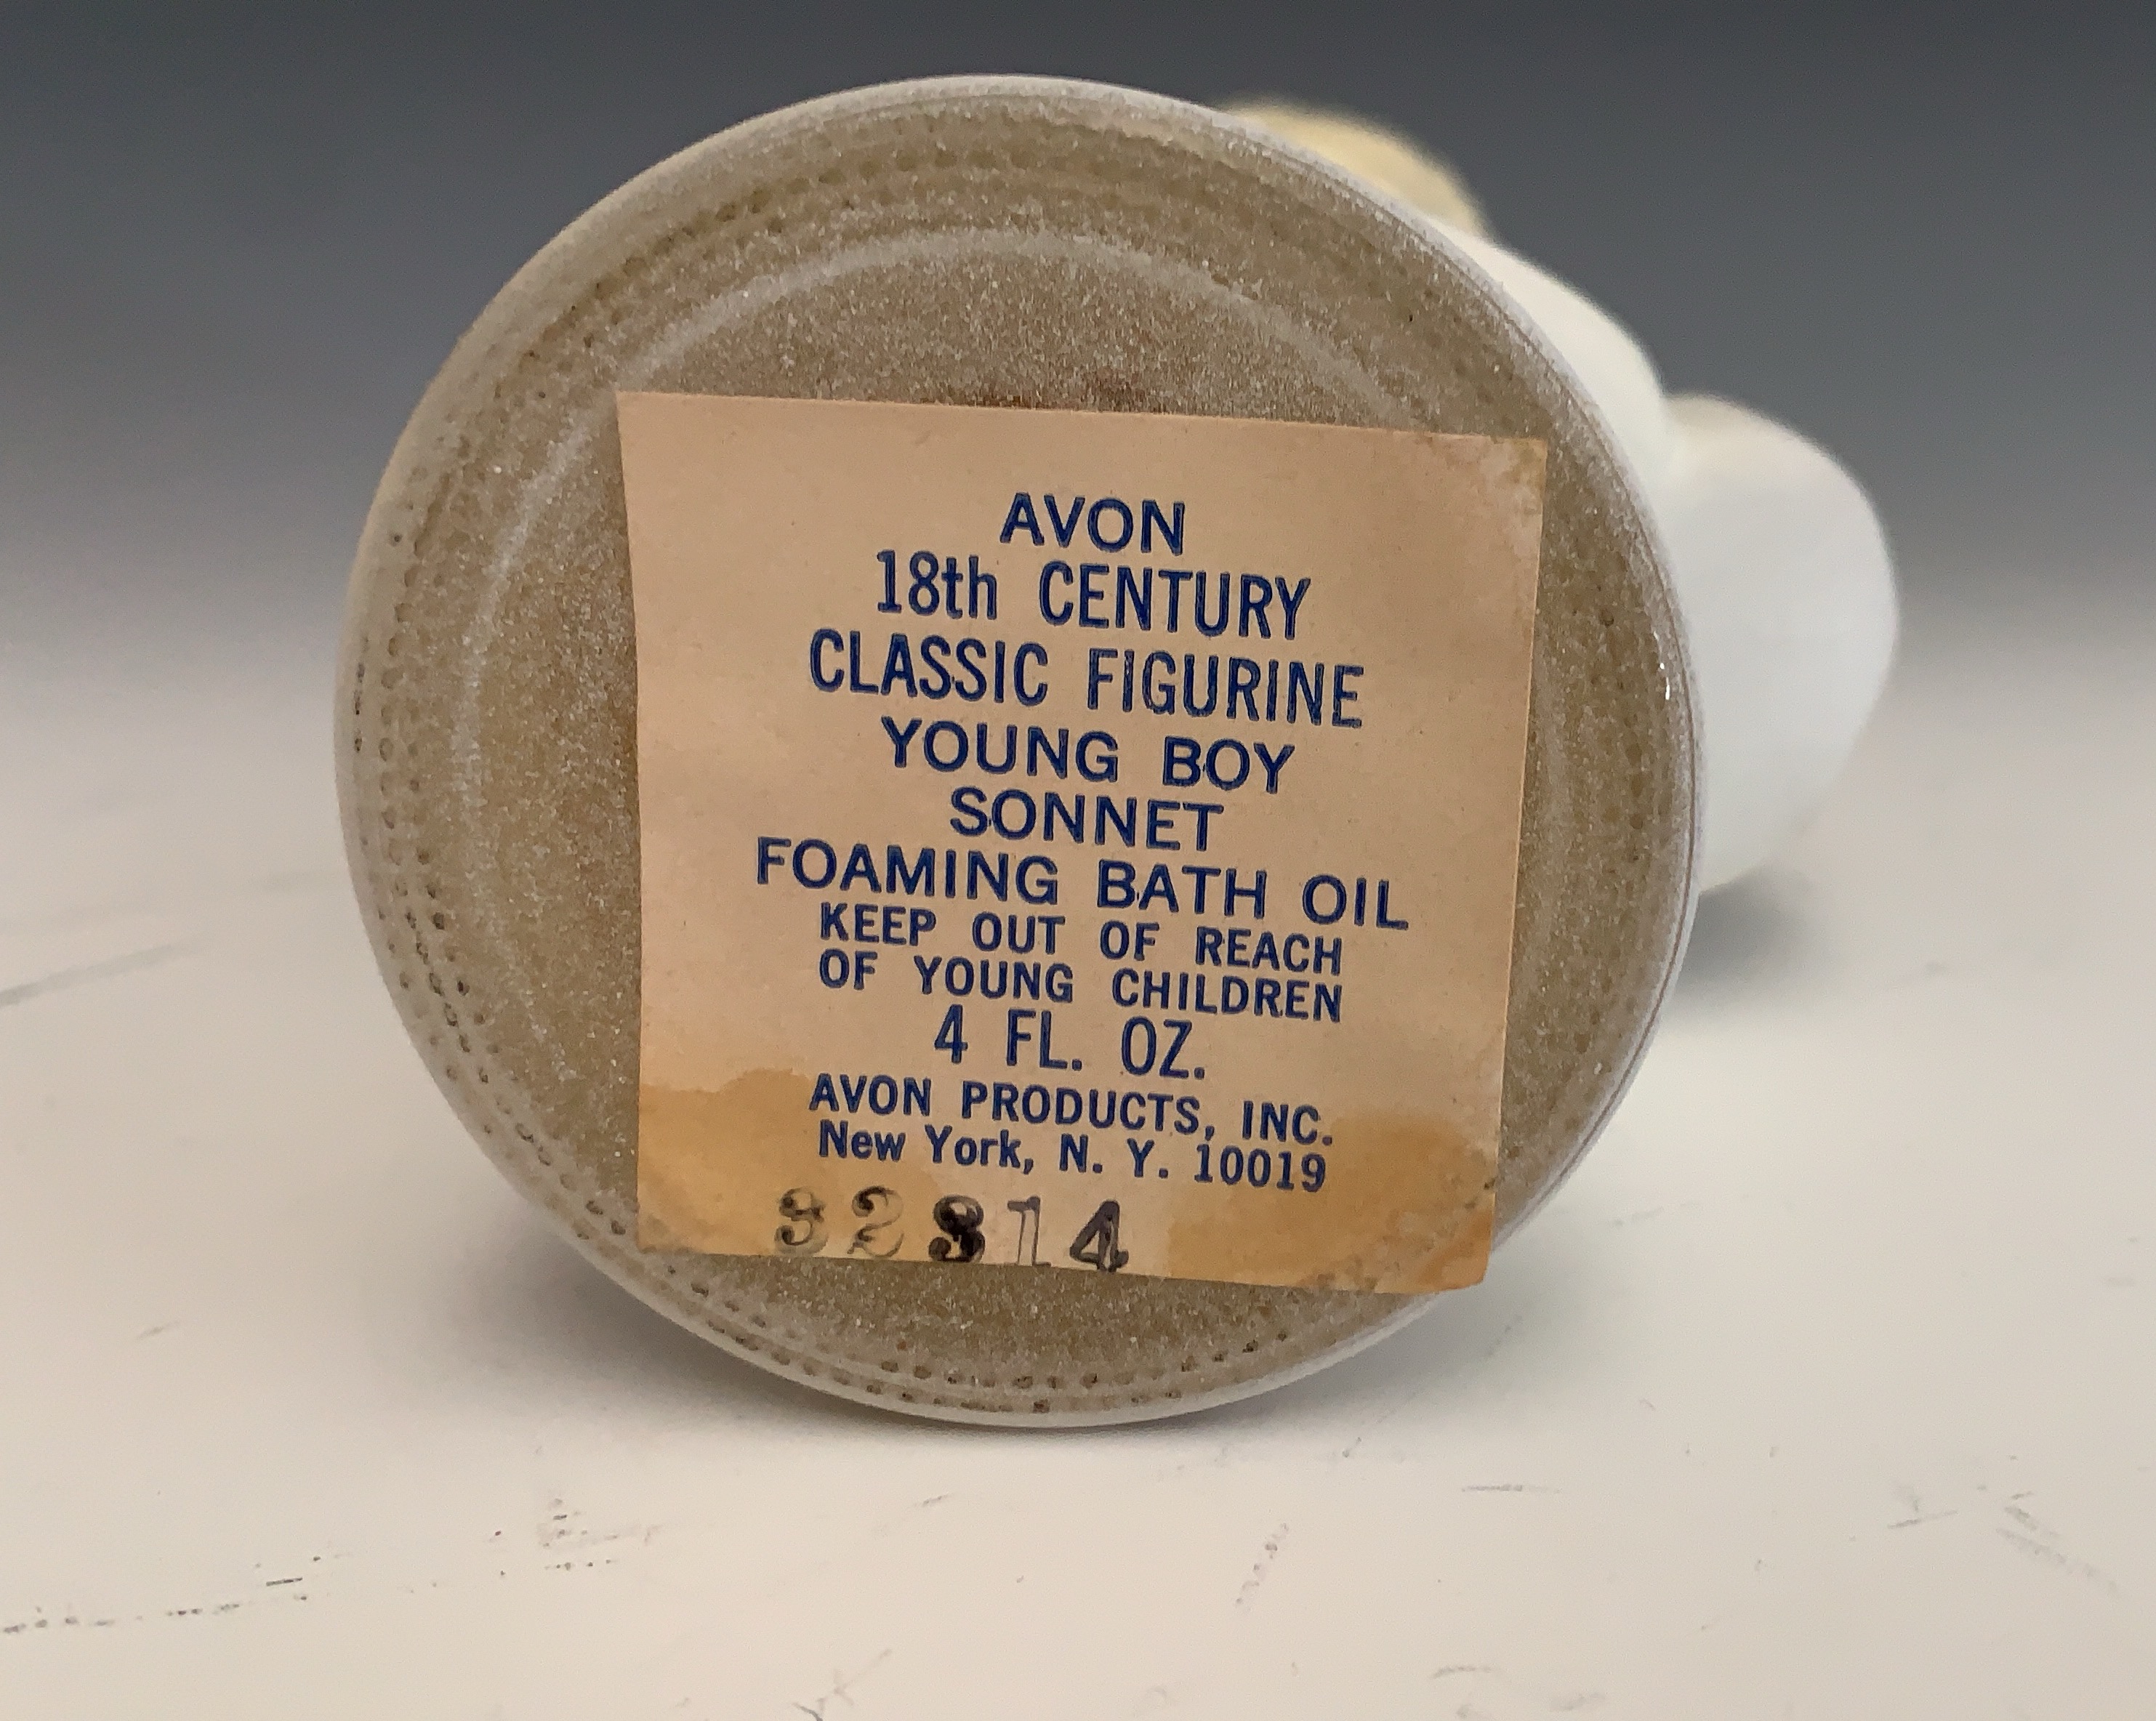 AVON
18th CENTURY
CLASSIC FIGURINE
YOUNG BOY
SONNET
FOAMING BATH OIL
KEEP OUT OF REACH
OF YOUNG CHILDREN
4 FL. OZ.
AVON PRODUCTS, INC.
New York, N. Y. 10019